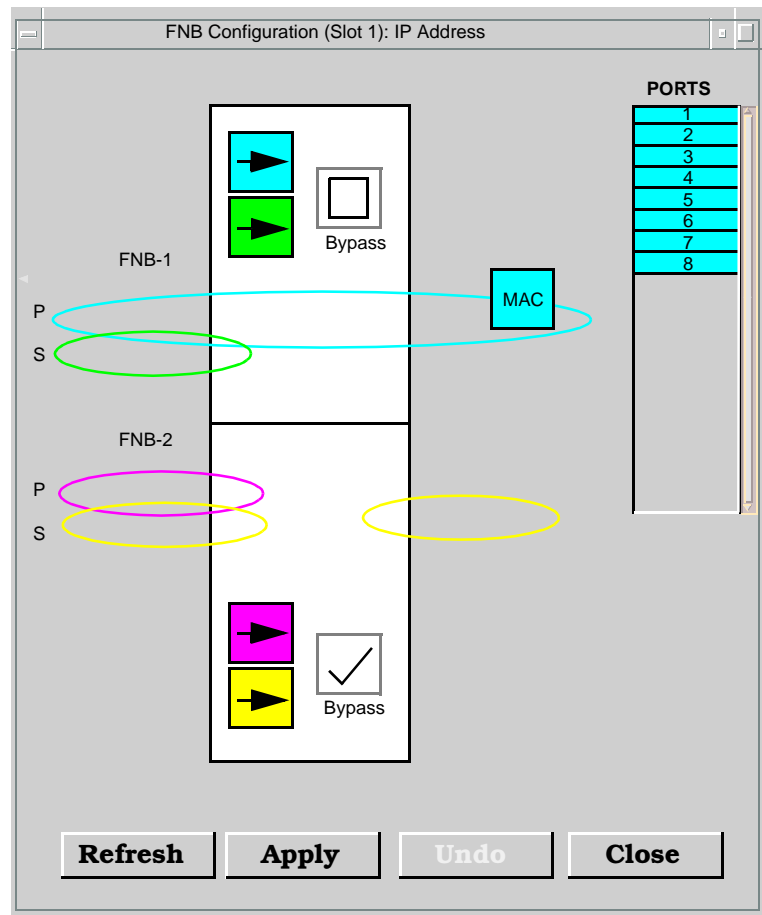 FNB Configuration (Slot 1): IP Address
PORTS
1
2
3
4
5
6
7
8
Bypass
FNB-1
MAC
P
S
FNB-2
P
S
Bypass
Refresh
Apply
Undo
Close